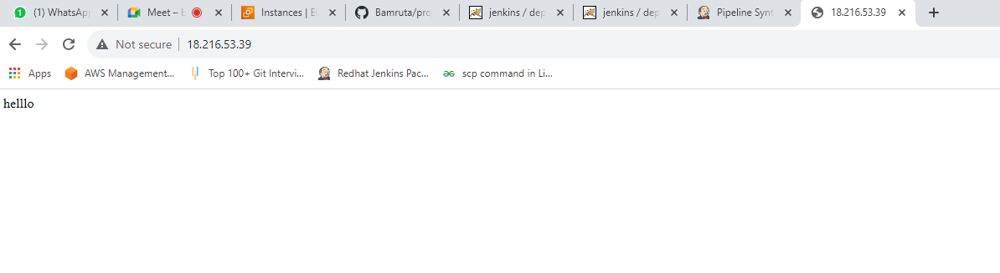 1 (1) WhatsApp Meet – b Instances | EC Bamruta/pro jenkins / dep jenkins / dep Pipeline Synt 18.216.53.39
Not secure 18.216.53.39
Apps AWS Management... Top 100+ Git Intervi... Redhat Jenkins Pac... scp command in Li...
helllo